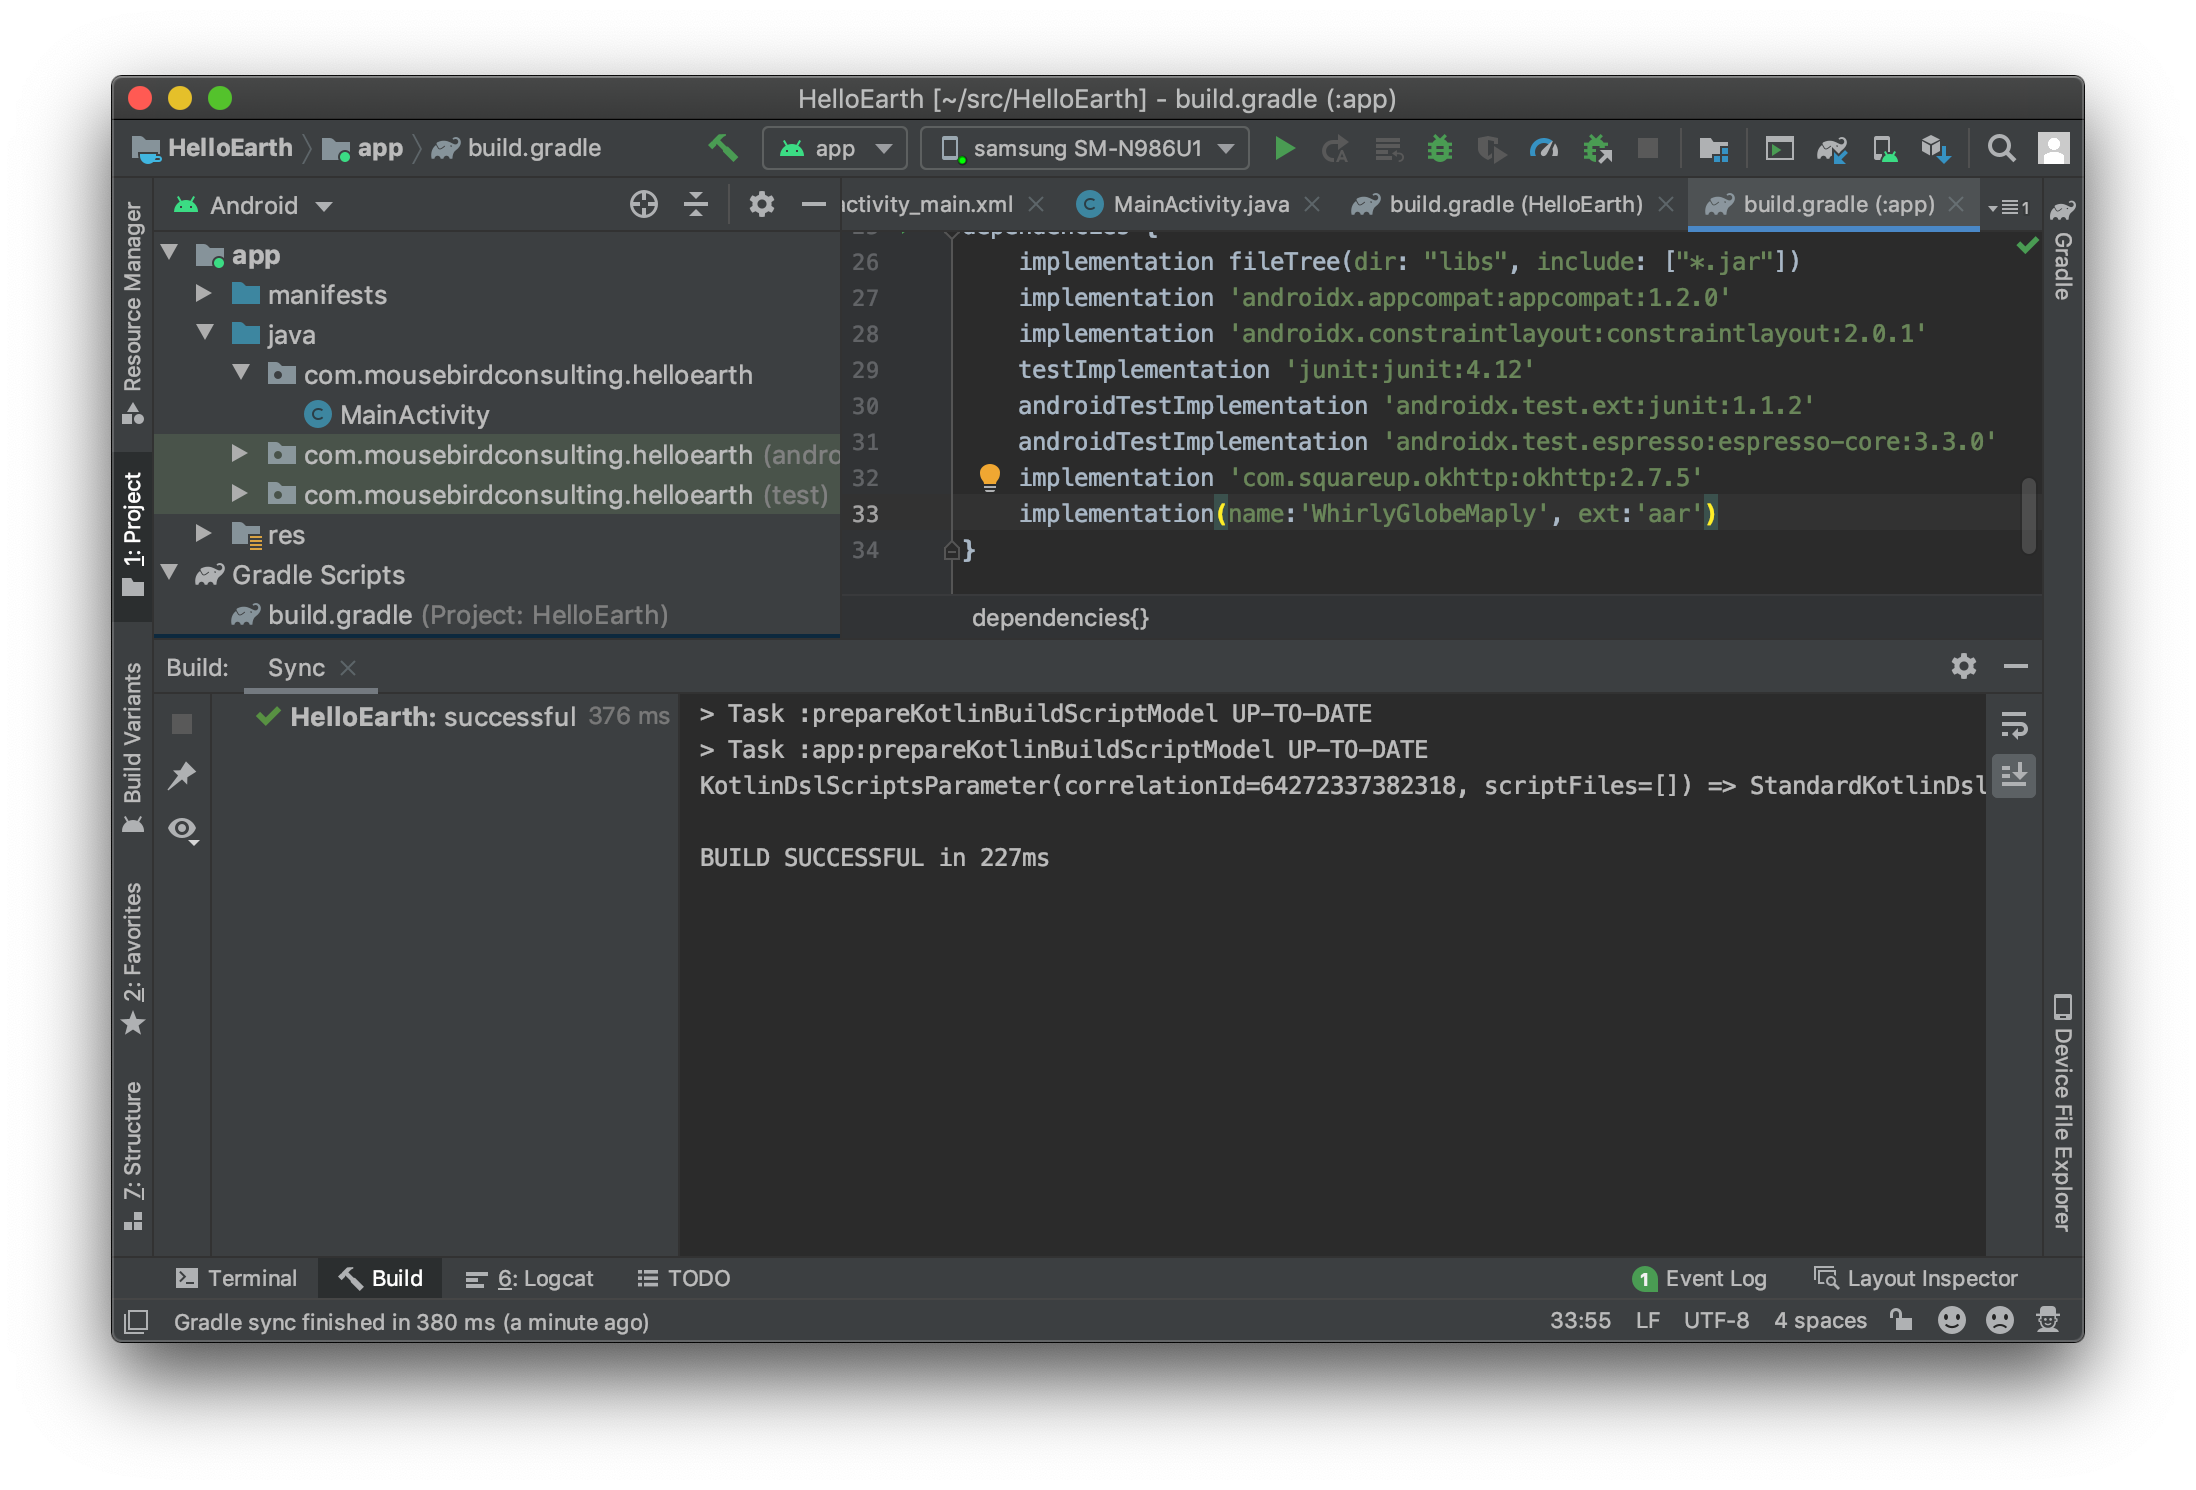 HelloEarth [~/src/HelloEarth] - build.gradle (:app)
HelloEarth app build.gradle app samsung SM-N986U1
Android
ctivity_main.xml MainActivity.java build.gradle (HelloEarth) build.gradle (:app) 1
Resource Manager
1: Project
Build Variants
2: Favorites
7: Structure
app
manifests
java
com.mousebirdconsulting.helloearth
MainActivity
com.mousebirdconsulting.helloearth (andro
com.mousebirdconsulting.helloearth (test)
res
Gradle Scripts
build.gradle (Project: HelloEarth)
25 dependencies {
26 implementation fileTree(dir: "libs", include: ["*.jar"])
27 implementation 'androidx.appcompat:appcompat:1.2.0'
28 implementation 'androidx.constraintlayout:constraintlayout:2.0.1'
29 testImplementation 'junit:junit:4.12'
30 androidTestImplementation 'androidx.test.ext:junit:1.1.2'
31 androidTestImplementation 'androidx.test.espresso:espresso-core:3.3.0'
32 implementation 'com.squareup.okhttp:okhttp:2.7.5'
33 implementation(name:'WhirlyGlobeMaply', ext:'aar')
34 }
dependencies{}
Gradle
Device File Explorer
Build: Sync
HelloEarth: successful 376 ms
> Task :prepareKotlinBuildScriptModel UP-TO-DATE
> Task :app:prepareKotlinBuildScriptModel UP-TO-DATE
KotlinDslScriptsParameter(correlationId=64272337382318, scriptFiles=[]) => StandardKotlinDsl
BUILD SUCCESSFUL in 227ms
Terminal Build 6: Logcat TODO 1 Event Log Layout Inspector
Gradle sync finished in 380 ms (a minute ago) 33:55 LF UTF-8 4 spaces